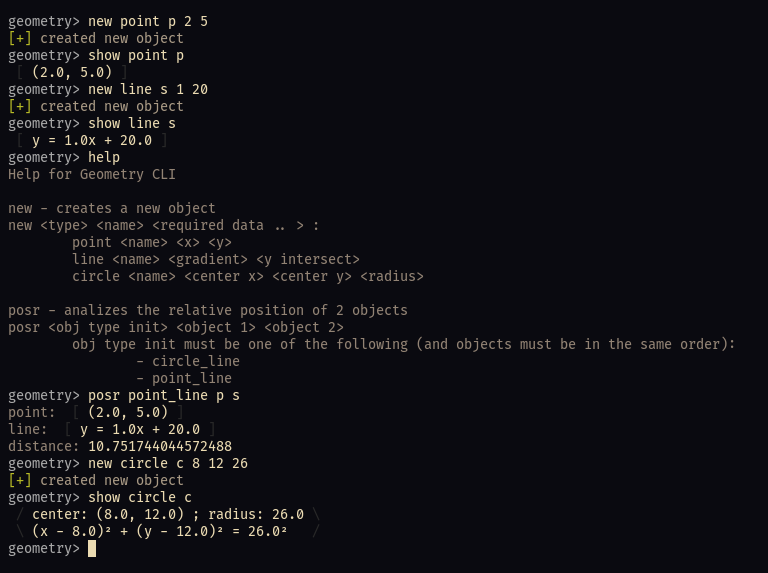 geometry> new point p 2 5
[+] created new object
geometry> show point p
[ (2.0, 5.0) ]
geometry> new line s 1 20
[+] created new object
geometry> show line s
[ y = 1.0x + 20.0 ]
geometry> help
Help for Geometry CLI
new - creates a new object
new <type> <name> <required data .. > :
point <name> <x> <y>
line <name> <gradient> <y intersect>
circle <name> <center x> <center y> <radius>
posr - analizes the relative position of 2 objects
posr <obj type init> <object 1> <object 2>
obj type init must be one of the following (and objects must be in the same order):
- circle_line
- point_line
geometry> posr point_line p s
point: [ (2.0, 5.0) ]
line: [ y = 1.0x + 20.0 ]
distance: 10.751744044572488
geometry> new circle c 8 12 26
[+] created new object
geometry> show circle c
/ center: (8.0, 12.0) ; radius: 26.0 \
\ (x - 8.0)² + (y - 12.0)² = 26.0² /
geometry>